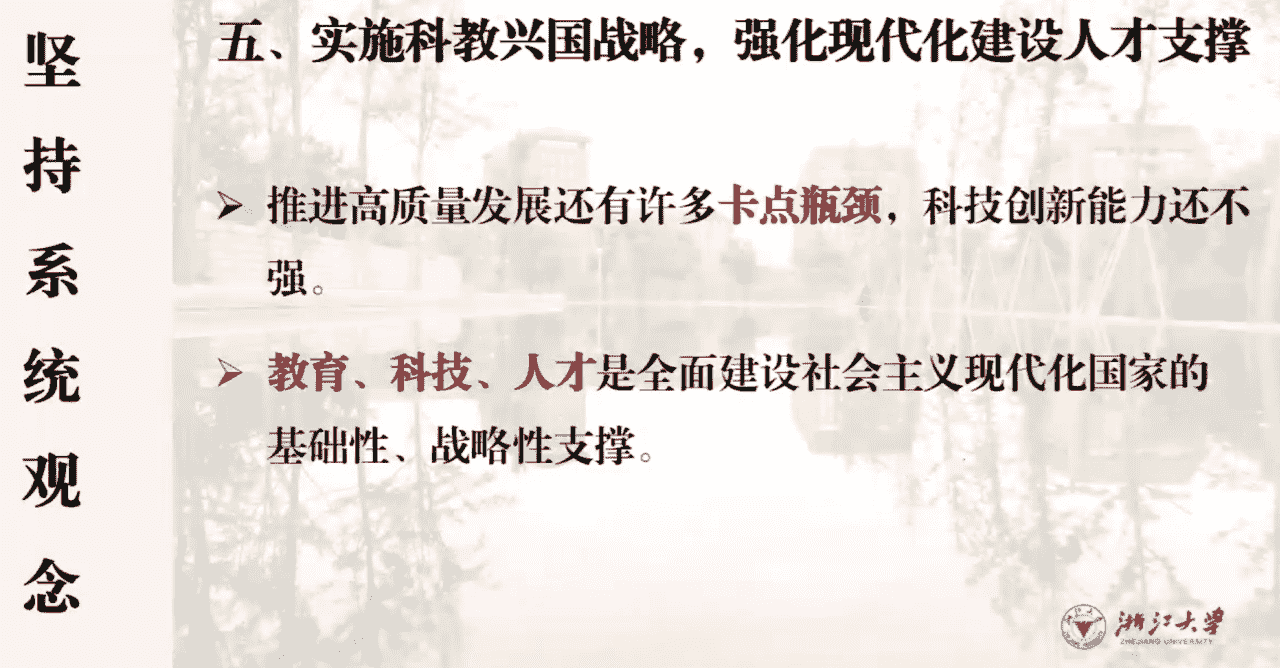 坚持系统观念
五、实施科教兴国战略，强化现代化建设人才支撑
推进高质量发展还有许多卡点瓶颈，科技创新能力还不
强。
教育、科技、人才是全面建设社会主义现代化国家的
基础性、战略性支撑。
浙江大学
ZHEJIANG UNIVERSITY